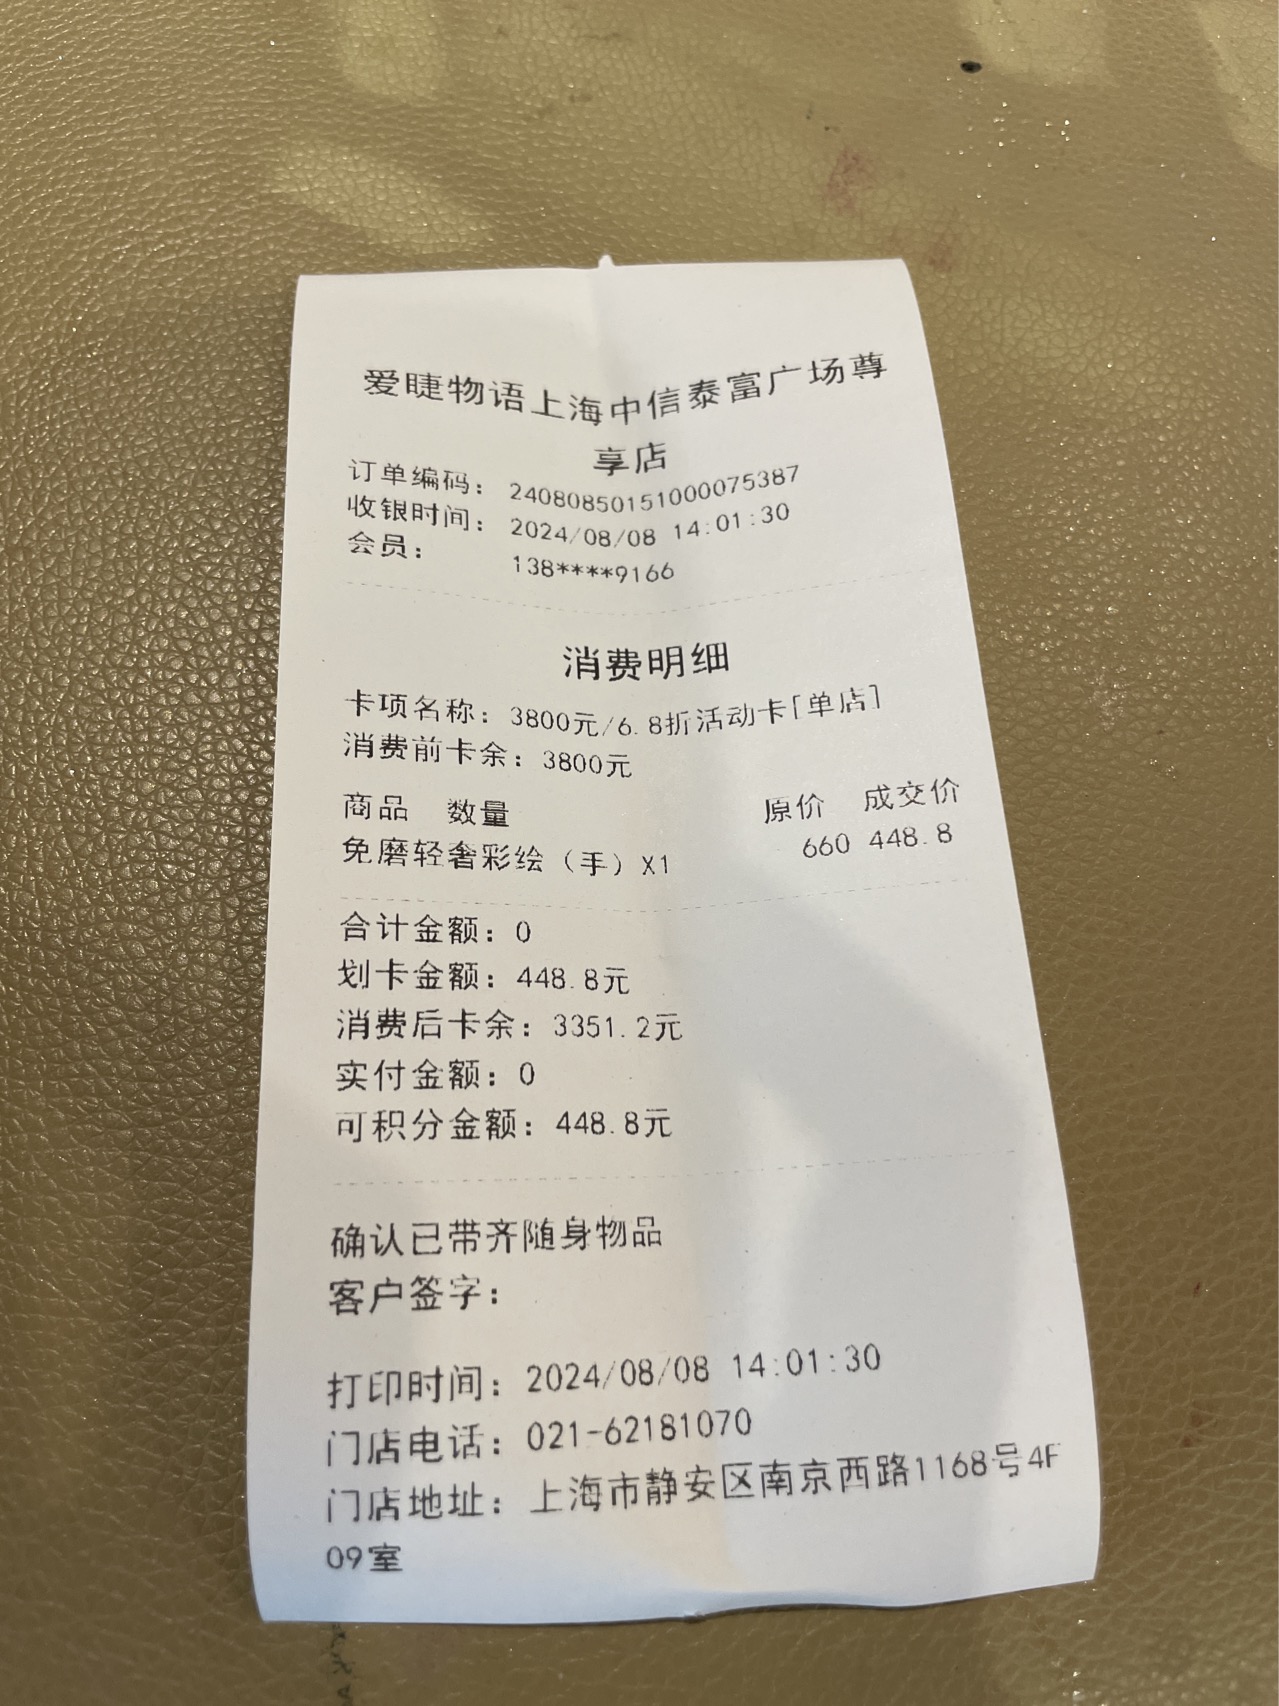 爱睫物语上海中信泰富广场尊
享店
订单编码： 24080850151000075387
收银时间： 2024/08/08 14:01:30
会员： 138****9166
消费明细
卡项名称：3800元/6.8折活动卡[单店]
消费前卡余：3800元
商品 数量 原价 成交价
免磨轻奢彩绘（手）X1 660 448.8
合计金额：0
划卡金额：448.8元
消费后卡余：3351.2元
实付金额：0
可积分金额：448.8元
确认已带齐随身物品
客户签字：
打印时间：2024/08/08 14:01:30
门店电话：021-62181070
门店地址：上海市静安区南京西路1168号4F
09室